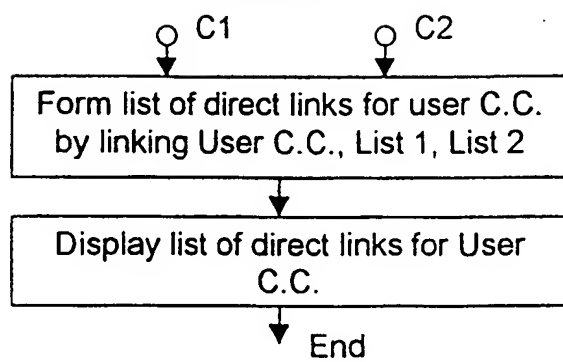 C1
C2
Form list of direct links for user C.C.
by linking User C.C., List 1, List 2
Display list of direct links for User
C.C.
End